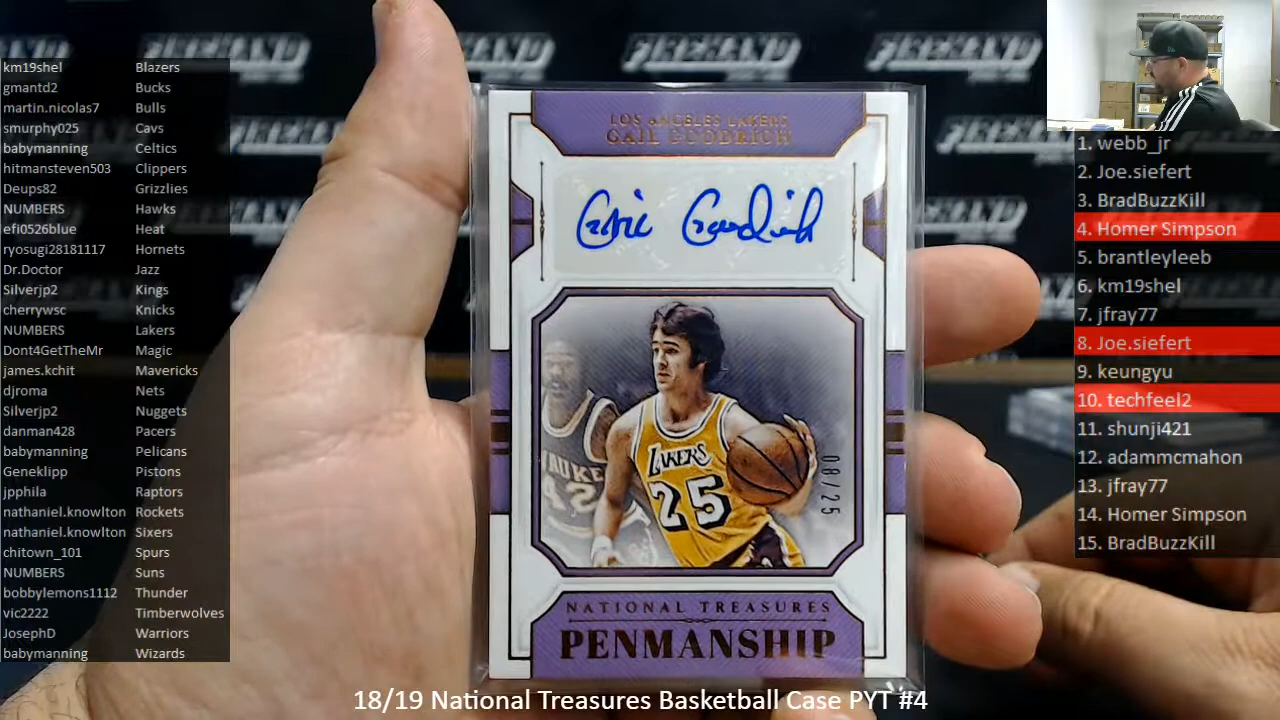 km19shel Blazers
gmantd2 Bucks
martin.nicolas7 Bulls
smurphy025 Cavs
babymanning Celtics
hitmansteven503 Clippers
Deups82 Grizzlies
NUMBERS Hawks
efi0526blue Heat
ryosugi28181117 Hornets
Dr.Doctor Jazz
Silverjp2 Kings
cherrywsc Knicks
NUMBERS Lakers
Dont4GetTheMr Magic
james.kchit Mavericks
djroma Nets
Silverjp2 Nuggets
danman428 Pacers
babymanning Pelicans
Geneklipp Pistons
jpphila Raptors
nathaniel.knowlton Rockets
nathaniel.knowlton Sixers
chitown_101 Spurs
NUMBERS Suns
bobbylemons1112 Thunder
vic2222 Timberwolves
JosephD Warriors
babymanning Wizards
LOS ANGELES LAKERS
GAIL GOODRICH
Gail Goodrich
LAKERS
25
42
08/25
NATIONAL TREASURES
PENMANSHIP
1. webb_jr
2. Joe.siefert
3. BradBuzzKill
4. Homer Simpson
5. brantleyleeb
6. km19shel
7. jfray77
8. Joe.siefert
9. keungyu
10. techfeel2
11. shunji421
12. adammcmahon
13. jfray77
14. Homer Simpson
15. BradBuzzKill
18/19 National Treasures Basketball Case PYT #4